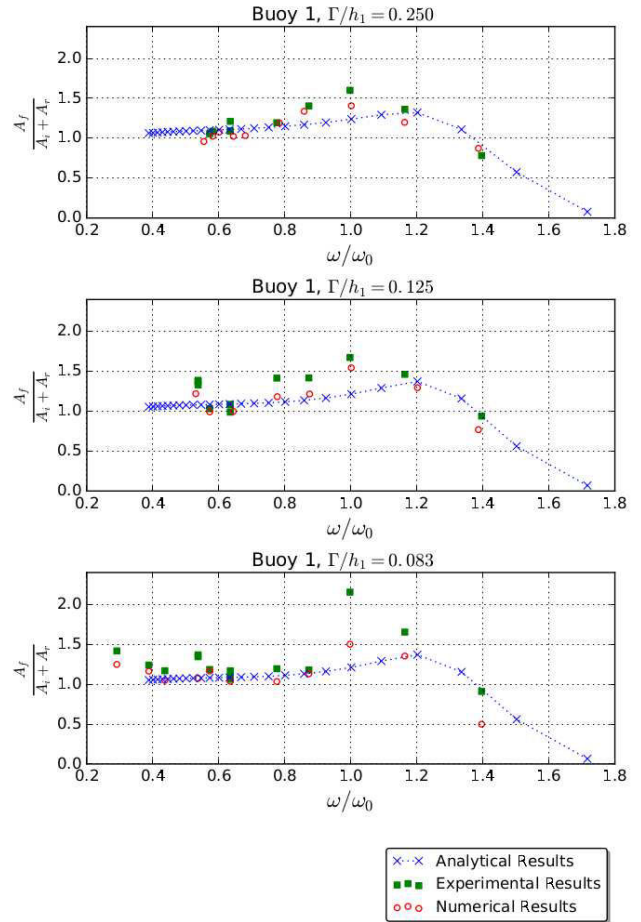 Buoy 1, Γ/h₁ = 0.250
2.0
1.5
1.0
0.5
0.0
A_f / (A_i + A_r)
0.2 0.4 0.6 0.8 1.0 1.2 1.4 1.6 1.8
ω/ω₀
Buoy 1, Γ/h₁ = 0.125
2.0
1.5
1.0
0.5
0.0
A_f / (A_i + A_r)
0.2 0.4 0.6 0.8 1.0 1.2 1.4 1.6 1.8
ω/ω₀
Buoy 1, Γ/h₁ = 0.083
2.0
1.5
1.0
0.5
0.0
A_f / (A_i + A_r)
0.2 0.4 0.6 0.8 1.0 1.2 1.4 1.6 1.8
ω/ω₀
Analytical Results
Experimental Results
Numerical Results